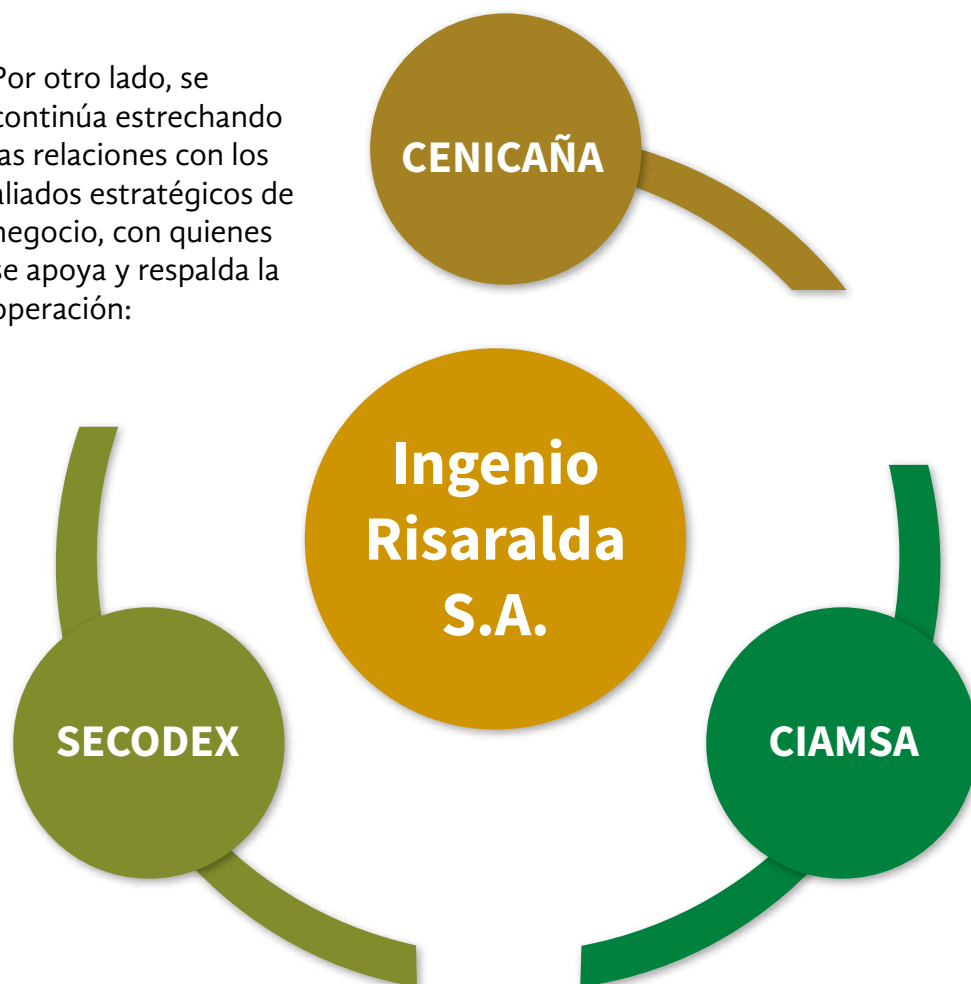 Por otro lado, se
continúa estrechando
las relaciones con los
aliados estratégicos de
negocio, con quienes
se apoya y respalda la
operación:
CENICAÑA
Ingenio
Risaralda
S.A.
SECODEX
CIAMSA